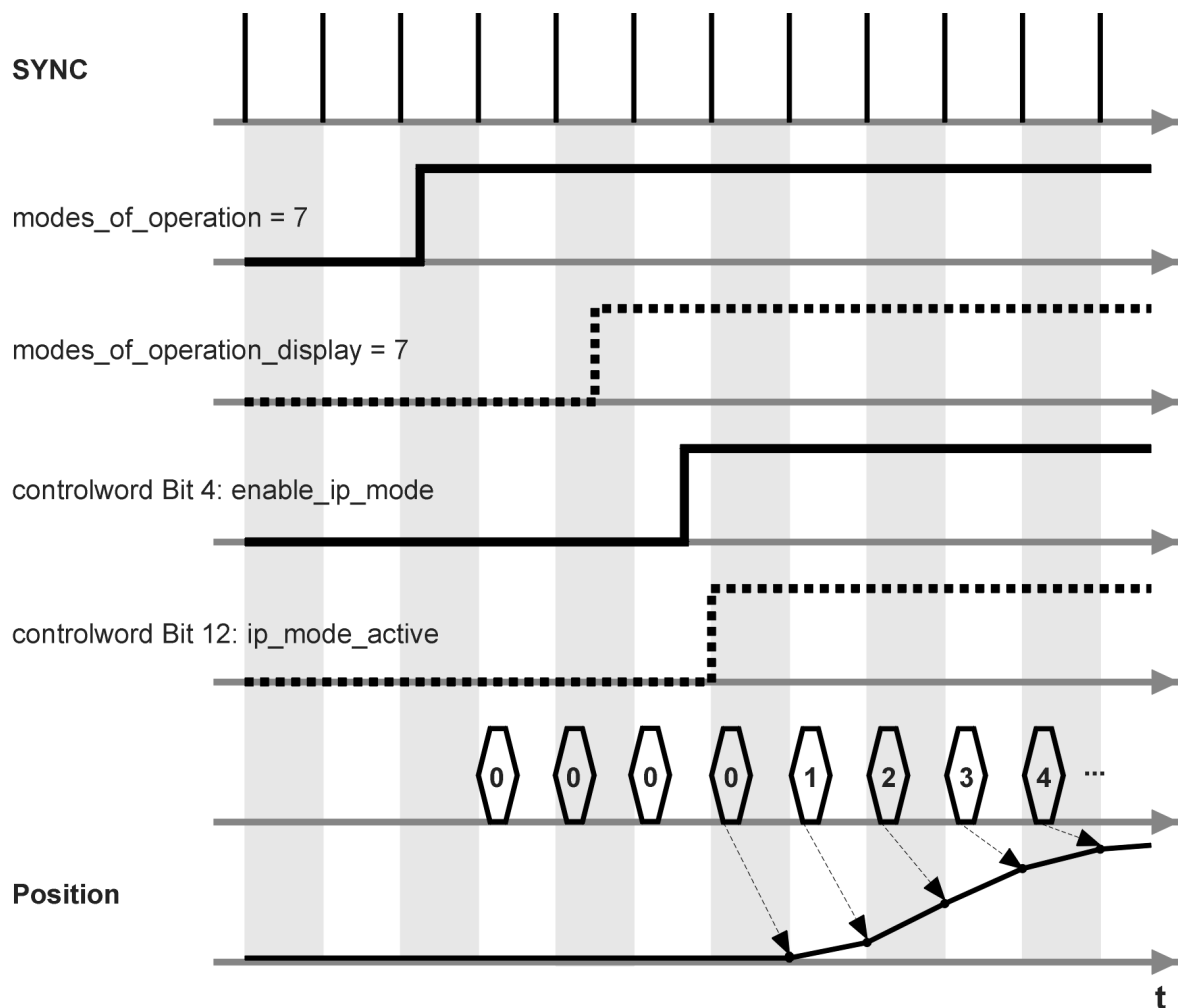 SYNC
modes_of_operation = 7
modes_of_operation_display = 7
controlword Bit 4: enable_ip_mode
controlword Bit 12: ip_mode_active
0 0 0 0 1 2 3 4 ...
Position
t